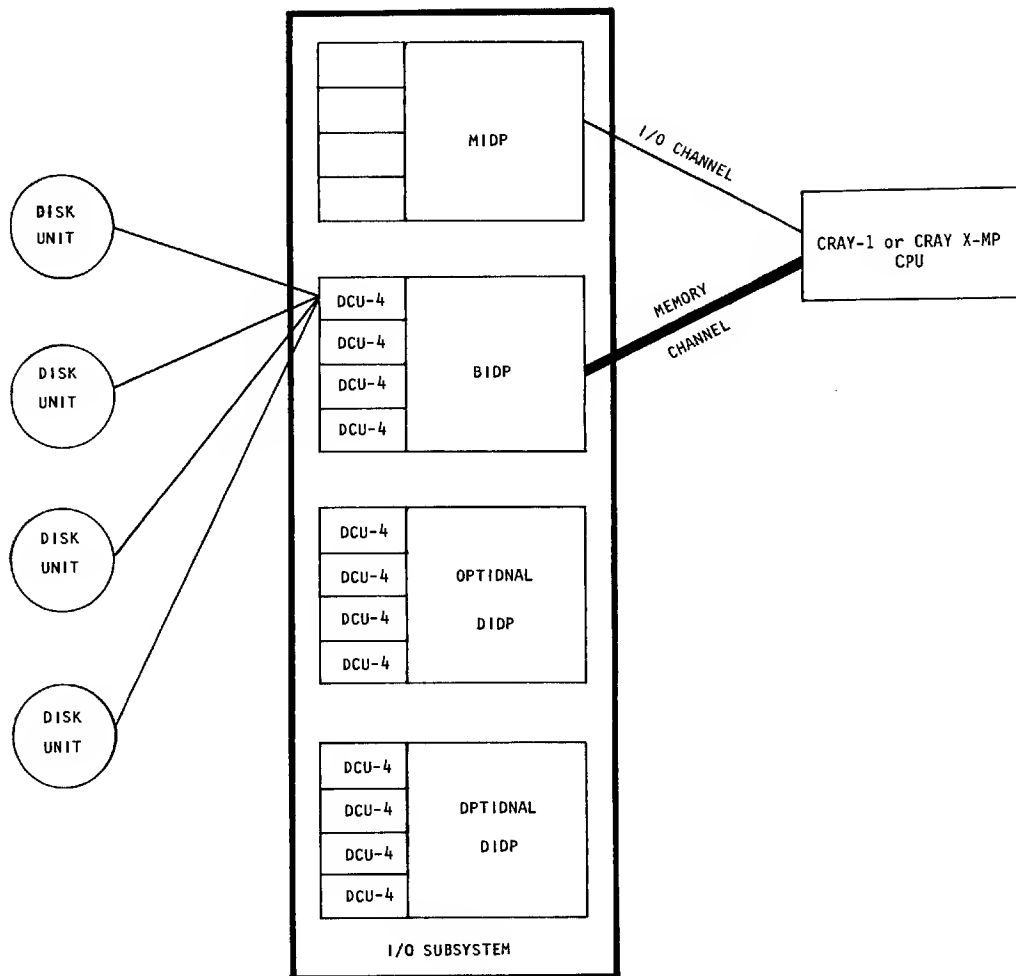 MIDP
I/O CHANNEL
DISK
UNIT
CRAY-1 or CRAY X-MP
CPU
DCU-4
DCU-4
DCU-4
DCU-4
BIDP
MEMORY
CHANNEL
DISK
UNIT
DISK
UNIT
DCU-4
DCU-4
DCU-4
DCU-4
OPTIDNAL
DIDP
DISK
UNIT
DCU-4
DCU-4
DCU-4
DCU-4
DPTIDNAL
DIDP
I/O SUBSYSTEM